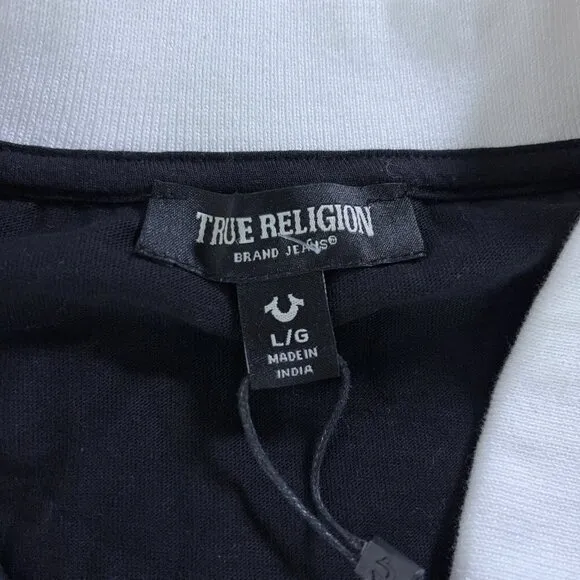 TRUE RELIGION
BRAND JEANS®
L/G
MADE IN
INDIA